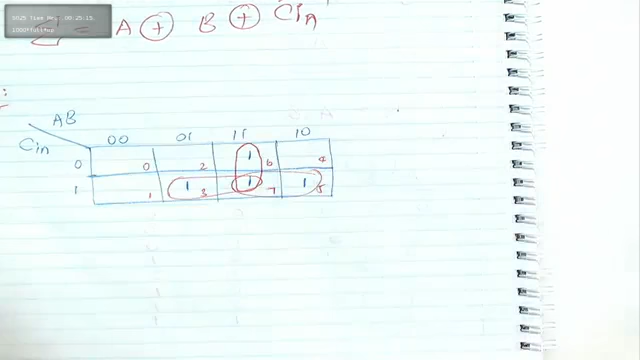 Σ = A ⊕ B ⊕ Cin
:
AB
Cin
00 01 11 10
0 0 2 1 6 4
1 1 1 3 1 7 1 5